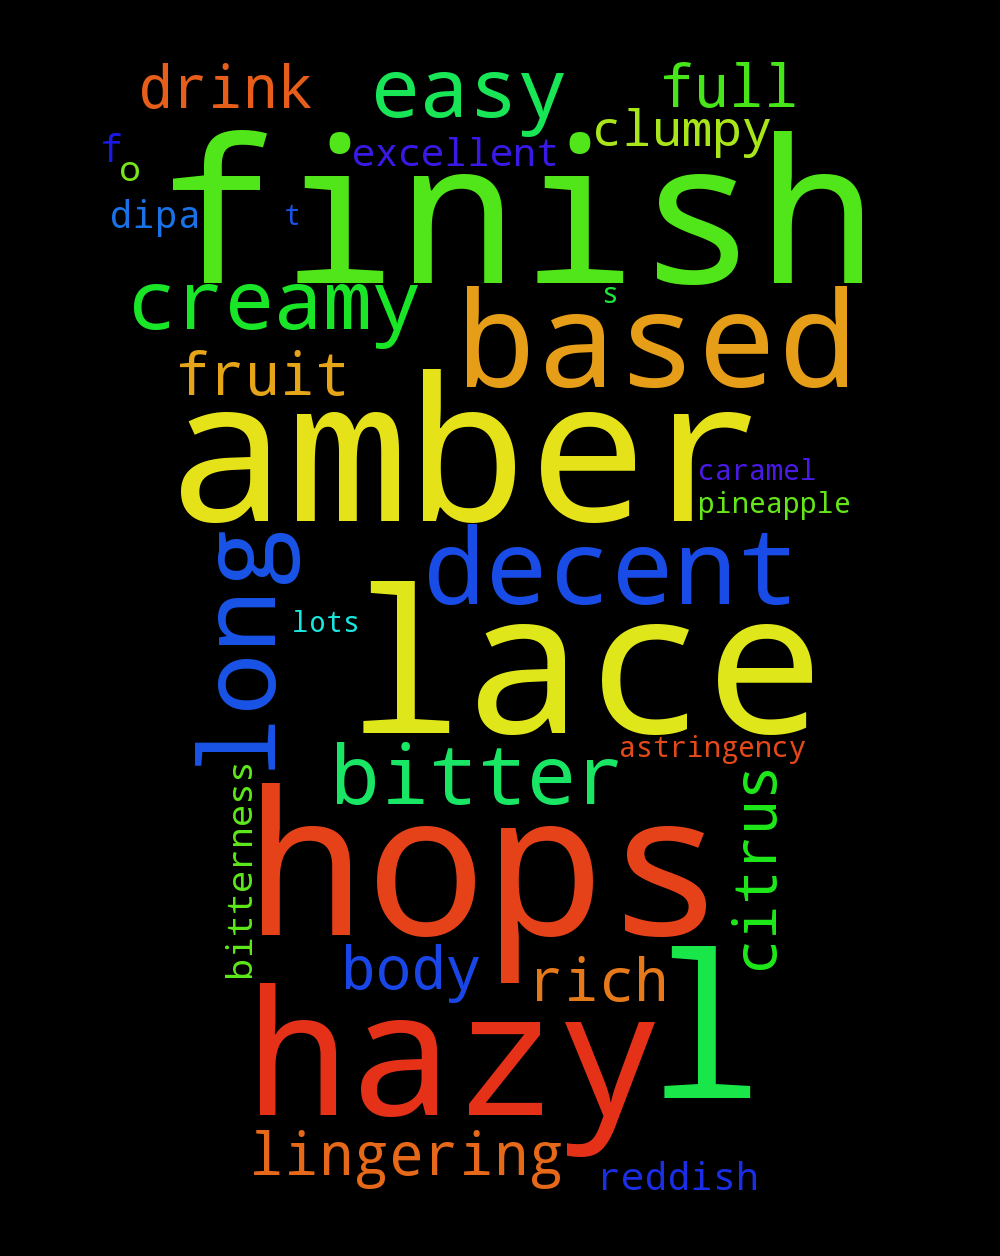 drink easy full
clumpy
f excellent
o
finish
dipa t
creamy s
based
fruit
amber
caramel
pineapple
long decent
lots
lace
bitter astringency
bitterness hops citrus
body rich l
hazy
lingering reddish